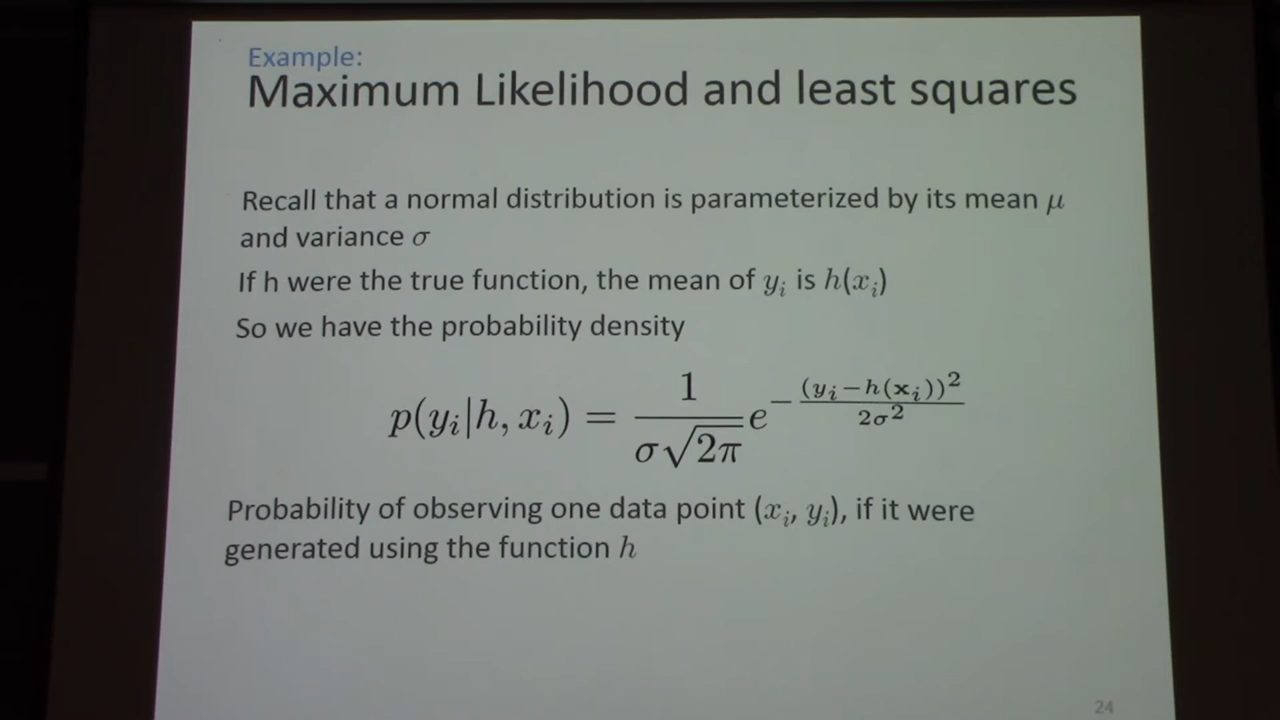 Example:
Maximum Likelihood and least squares
Recall that a normal distribution is parameterized by its mean μ
and variance σ
If h were the true function, the mean of yᵢ is h(xᵢ)
So we have the probability density
p(yᵢ|h, xᵢ) = \frac{1}{σ√2π} e^{-\frac{(yᵢ−h(𝐱ᵢ))²}{2σ²}}
Probability of observing one data point (xᵢ, yᵢ), if it were
generated using the function h
24